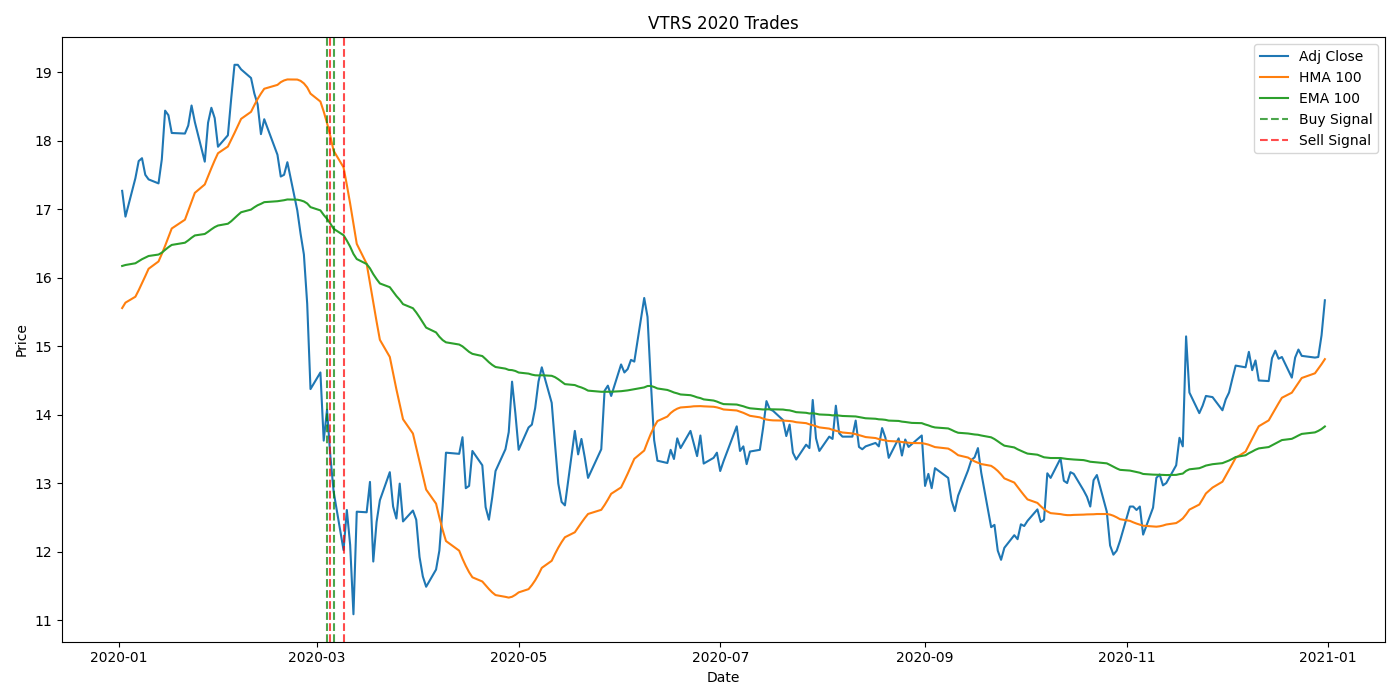 VTRS 2020 Trades
Adj Close
HMA 100
EMA 100
Buy Signal
Sell Signal
Price
19
18
17
16
15
14
13
12
11
2020-01
2020-03
2020-05
2020-07
2020-09
2020-11
2021-01
Date